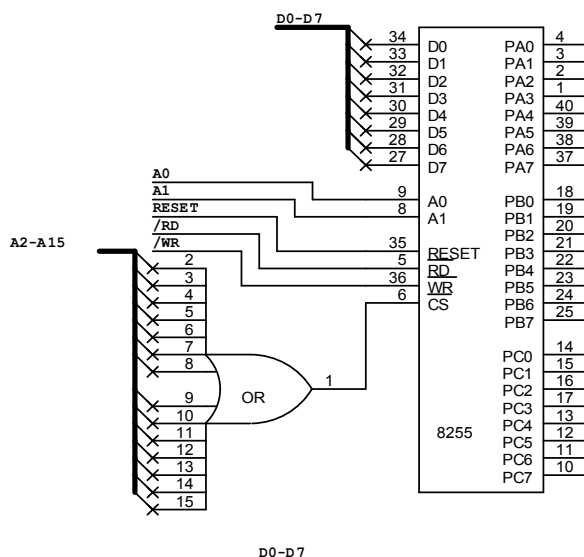 D0-D7
34 D0 PA0 4
33 D1 PA1 3
32 D2 PA2 2
31 D3 PA3 1
30 D4 PA4 40
29 D5 PA5 39
28 D6 PA6 38
27 D7 PA7 37
A0
9 A0 PB0 18
A1
8 A1 PB1 19
RESET
PB2 20
/RD
35 RESET PB3 21
A2-A15
/WR
5 RD PB4 22
2
36 WR PB5 23
3
6 CS PB6 24
4
PB7 25
5
6
7
PC0 14
8
PC1 15
1
PC2 16
9
OR
PC3 17
10
PC4 13
11
8255
PC5 12
12
PC6 11
13
PC7 10
14
15
D0-D7